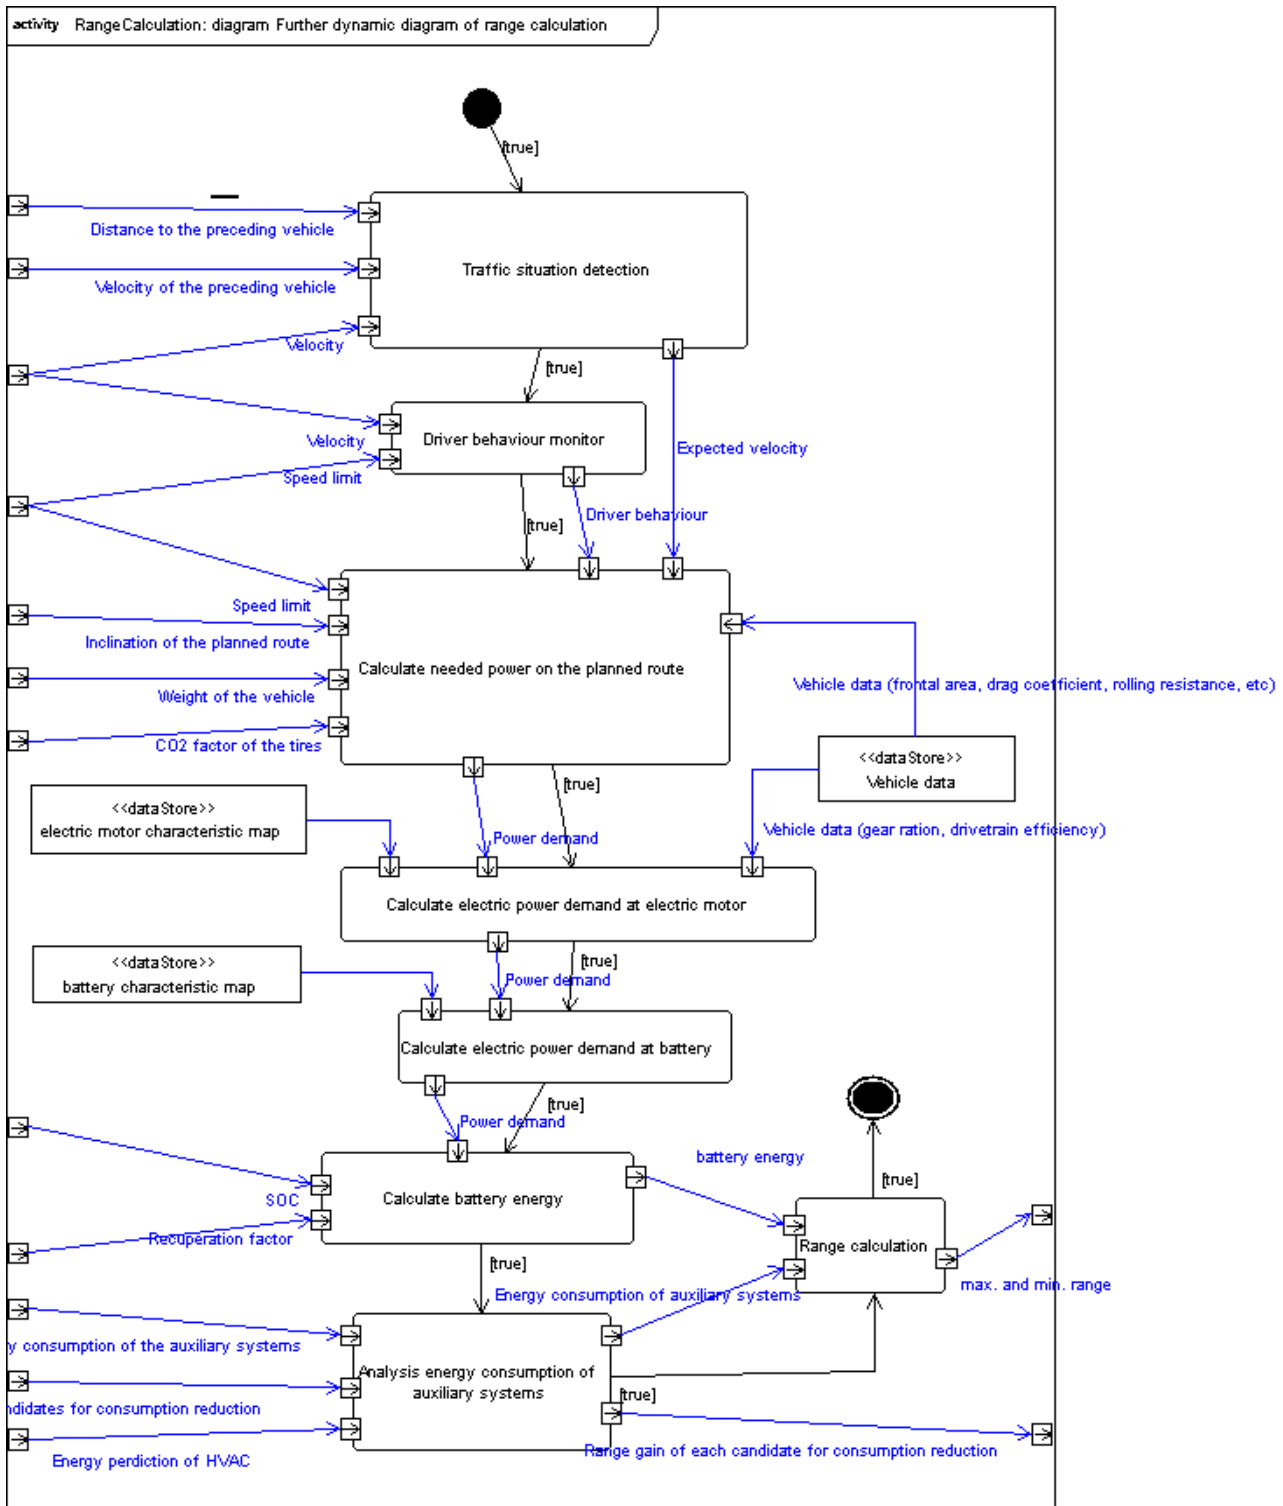 activity RangeCalculation: diagram Further dynamic diagram of range calculation
[true]
Distance to the preceding vehicle
Traffic situation detection
Velocity of the preceding vehicle
Velocity
[true]
Driver behaviour monitor
Velocity
Expected velocity
Speed limit
Driver behaviour
[true]
Speed limit
Inclination of the planned route
Calculate needed power on the planned route
Vehicle data (frontal area, drag coefficient, rolling resistance, etc)
Weight of the vehicle
CO2 factor of the tires
<<dataStore>>
Vehicle data
[true]
<<dataStore>>
electric motor characteristic map
Power demand
Vehicle data (gear ration, drivetrain efficiency)
Calculate electric power demand at electric motor
<<dataStore>>
battery characteristic map
[true]
Power demand
Calculate electric power demand at battery
[true]
Power demand
battery energy
[true]
SOC
Calculate battery energy
Recuperation factor
Range calculation
[true]
Energy consumption of auxiliary systems
max. and min. range
y consumption of the auxiliary systems
Analysis energy consumption of
auxiliary systems
[true]
ndidates for consumption reduction
Range gain of each candidate for consumption reduction
Energy perdiction of HVAC